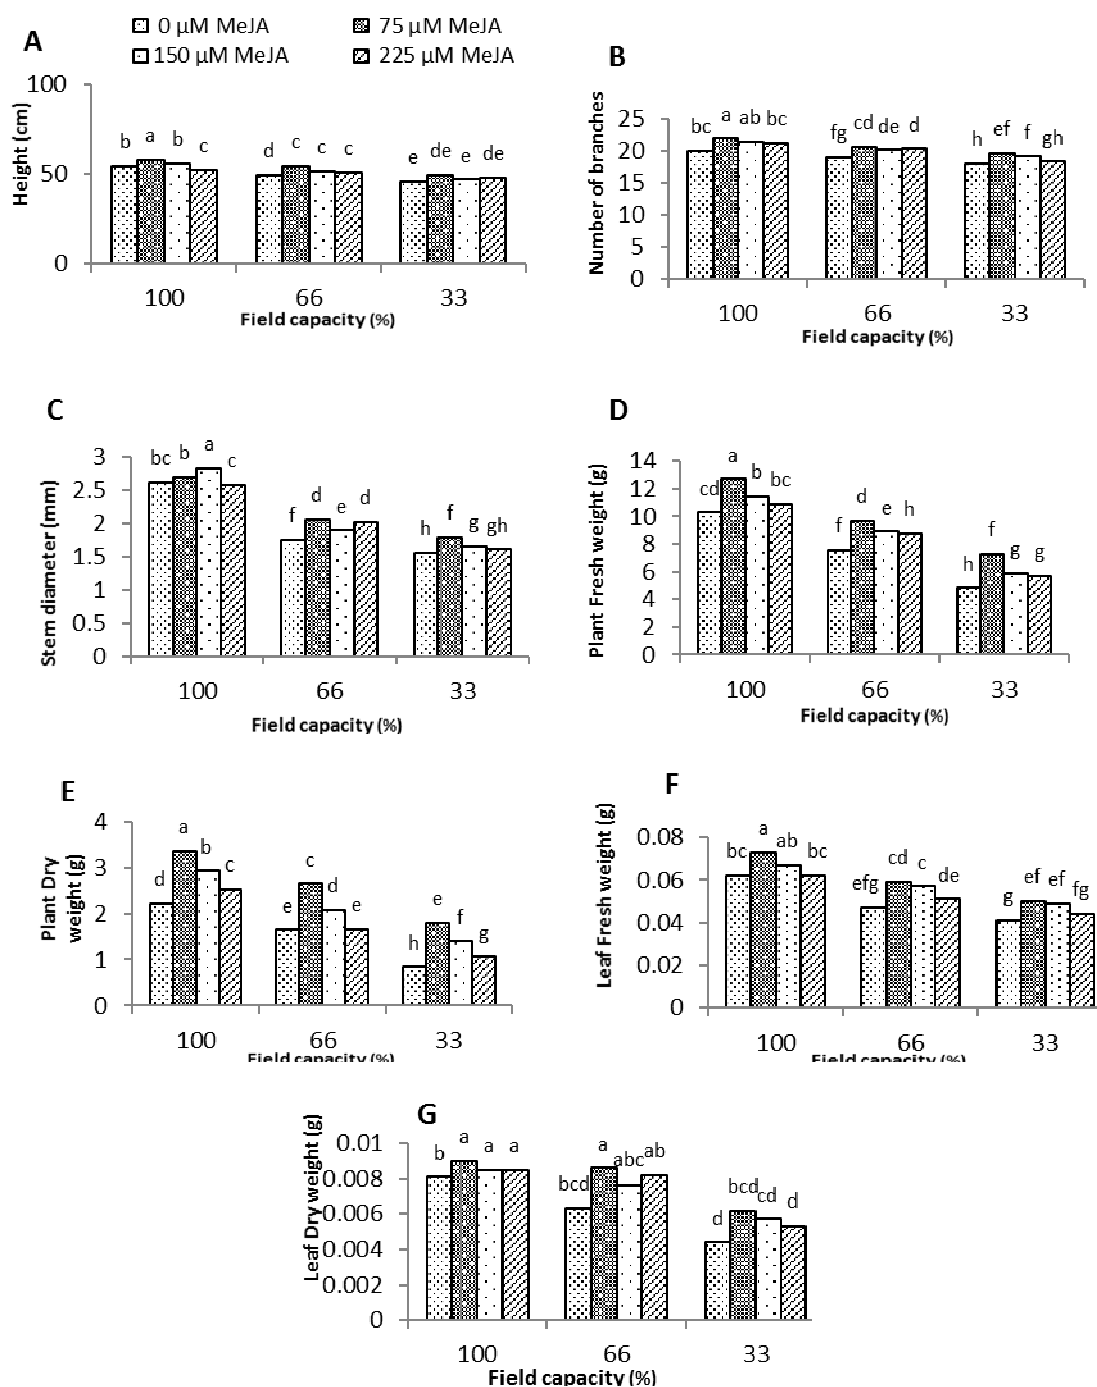 A
0 µM MeJA 75 µM MeJA
150 µM MeJA 225 µM MeJA
Height (cm)
100
50
0
b a b c d c c c e de e de
100 66 33
Field capacity (%)
B
Number of branches
25
20
15
10
5
0
bc a ab bc fg cd de d h ef f gh
100 66 33
Field capacity (%)
C
Stem diameter (mm)
3
2.5
2
1.5
1
0.5
0
bc b a c f d e d h f g gh
100 66 33
Field capacity (%)
D
Plant Fresh weight (g)
14
12
10
8
6
4
2
0
cd a b bc f d e h h f g g
100 66 33
Field capacity (%)
E
Plant Dry
weight (g)
4
3
2
1
0
d a b c e c d e h e f g
100 66 33
Field capacity (%)
F
Leaf Fresh weight (g)
0.08
0.06
0.04
0.02
0
bc a ab bc efg cd c de g ef ef fg
100 66 33
Field capacity (%)
G
Leaf Dry weight (g)
0.01
0.008
0.006
0.004
0.002
0
b a a a bcd a abc ab d bcd cd d
100 66 33
Field capacity (%)